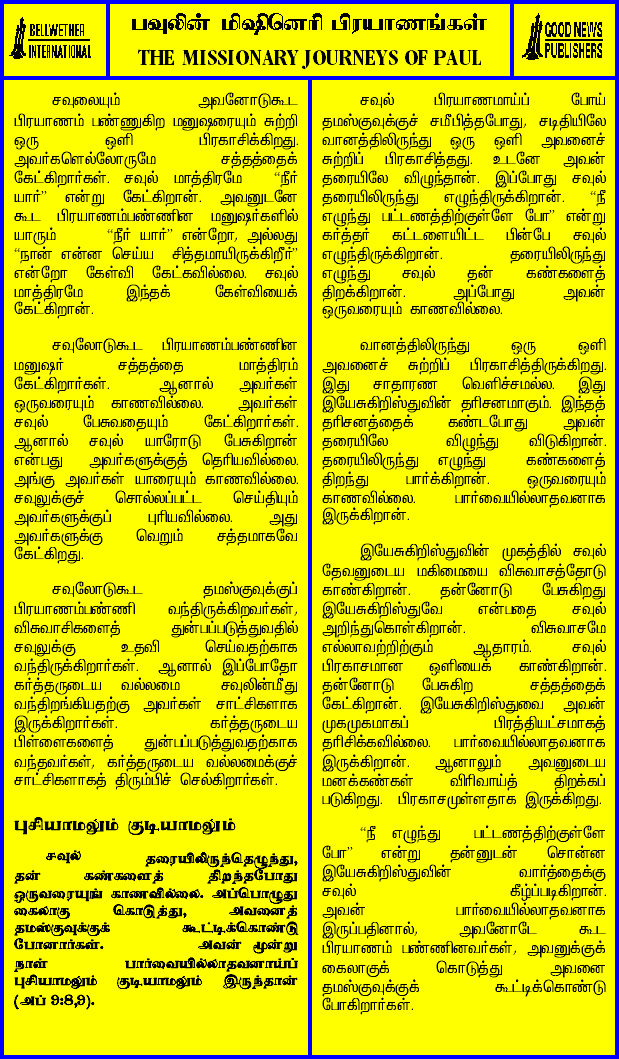 BELLWETHER
INTERNATIONAL
பவுலின் மிஷினெரி பிரயாணங்கள்
THE MISSIONARY JOURNEYS OF PAUL
GOOD NEWS
PUBLISHERS
சவுலையும் அவனோடுகூட
பிரயாணம் பண்ணுகிற மனுஷரையும் சுற்றி
ஒரு ஒளி பிரகாசிக்கிறது.
அவர்களெல்லோருமே சத்தத்தைக்
கேட்கிறார்கள். சவுல் மாத்திரமே “நீர்
யார்” என்று கேட்கிறான். அவனுடனே
கூட பிரயாணம்பண்ணின மனுஷர்களில்
யாரும் “நீர் யார்” என்றோ, அல்லது
“நான் என்ன செய்ய சித்தமாயிருக்கிறீர்”
என்றோ கேள்வி கேட்கவில்லை. சவுல்
மாத்திரமே இந்தக் கேள்வியைக்
கேட்கிறான்.
சவுலோடுகூட பிரயாணம்பண்ணின
மனுஷர் சத்தத்தை மாத்திரம்
கேட்கிறார்கள். ஆனால் அவர்கள்
ஒருவரையும் காணவில்லை. அவர்கள்
சவுல் பேசுவதையும் கேட்கிறார்கள்.
ஆனால் சவுல் யாரோடு பேசுகிறான்
என்பது அவர்களுக்குத் தெரியவில்லை.
அங்கு அவர்கள் யாரையும் காணவில்லை.
சவுலுக்குச் சொல்லப்பட்ட செய்தியும்
அவர்களுக்குப் புரியவில்லை. அது
அவர்களுக்கு வெறும் சத்தமாகவே
கேட்கிறது.
சவுலோடுகூட தமஸ்குவுக்குப்
பிரயாணம்பண்ணி வந்திருக்கிறவர்கள்,
விசுவாசிகளைத் துன்பப்படுத்துவதில்
சவுலுக்கு உதவி செய்வதற்காக
வந்திருக்கிறார்கள். ஆனால் இப்போதோ
கர்த்தருடைய வல்லமை சவுலின்மீது
வந்திறங்கியதற்கு அவர்கள் சாட்சிகளாக
இருக்கிறார்கள். கர்த்தருடைய
பிள்ளைகளைத் துன்பப்படுத்துவதற்காக
வந்தவர்கள், கர்த்தருடைய வல்லமைக்குச்
சாட்சிகளாகத் திரும்பிச் செல்கிறார்கள்.
புசியாமலும் குடியாமலும்
சவுல் தரையிலிருந்தெழுந்து,
தன் கண்களைத் திறந்தபோது
ஒருவரையுங் காணவில்லை. அப்பொழுது
கைலாகு கொடுத்து, அவனைத்
தமஸ்குவுக்குக் கூட்டிக்கொண்டு
போனார்கள். அவன் மூன்று
நாள் பார்வையில்லாதவனாய்ப்
புசியாமலும் குடியாமலும் இருந்தான்
(அப் 9:8,9).
சவுல் பிரயாணமாய்ப் போய்
தமஸ்குவுக்குச் சமீபித்தபோது, சடிதியிலே
வானத்திலிருந்து ஒரு ஒளி அவனைச்
சுற்றிப் பிரகாசித்தது. உடனே அவன்
தரையிலே விழுந்தான். இப்போது சவுல்
தரையிலிருந்து எழுந்திருக்கிறான். “நீ
எழுந்து பட்டணத்திற்குள்ளே போ” என்று
கர்த்தர் கட்டளையிட்ட பின்பே சவுல்
எழுந்திருக்கிறான். தரையிலிருந்து
எழுந்து சவுல் தன் கண்களைத்
திறக்கிறான். அப்போது அவன்
ஒருவரையும் காணவில்லை.
வானத்திலிருந்து ஒரு ஒளி
அவனைச் சுற்றிப் பிரகாசித்திருக்கிறது.
இது சாதாரண வெளிச்சமல்ல. இது
இயேசுகிறிஸ்துவின் தரிசனமாகும். இந்தத்
தரிசனத்தைக் கண்டபோது அவன்
தரையிலே விழுந்து விடுகிறான்.
தரையிலிருந்து எழுந்து கண்களைத்
திறந்து பார்க்கிறான். ஒருவரையும்
காணவில்லை. பார்வையில்லாதவனாக
இருக்கிறான்.
இயேசுகிறிஸ்துவின் முகத்தில் சவுல்
தேவனுடைய மகிமையை விசுவாசத்தோடு
காண்கிறான். தன்னோடு பேசுகிறது
இயேசுகிறிஸ்துவே என்பதை சவுல்
அறிந்துகொள்கிறான். விசுவாசமே
எல்லாவற்றிற்கும் ஆதாரம். சவுல்
பிரகாசமான ஒளியைக் காண்கிறான்.
தன்னோடு பேசுகிற சத்தத்தைக்
கேட்கிறான். இயேசுகிறிஸ்துவை அவன்
முகமுகமாகப் பிரத்தியட்சமாகத்
தரிசிக்கவில்லை. பார்வையில்லாதவனாக
இருக்கிறான். ஆனாலும் அவனுடைய
மனக்கண்கள் விரிவாய்த் திறக்கப்
படுகிறது. பிரகாசமுள்ளதாக இருக்கிறது.
“நீ எழுந்து பட்டணத்திற்குள்ளே
போ” என்று தன்னுடன் சொன்ன
இயேசுகிறிஸ்துவின் வார்த்தைக்கு
சவுல் கீழ்ப்படிகிறான்.
அவன் பார்வையில்லாதவனாக
இருப்பதினால், அவனோடே கூட
பிரயாணம் பண்ணினவர்கள், அவனுக்குக்
கைலாகுக் கொடுத்து அவனை
தமஸ்குவுக்குக் கூட்டிக்கொண்டு
போகிறார்கள்.